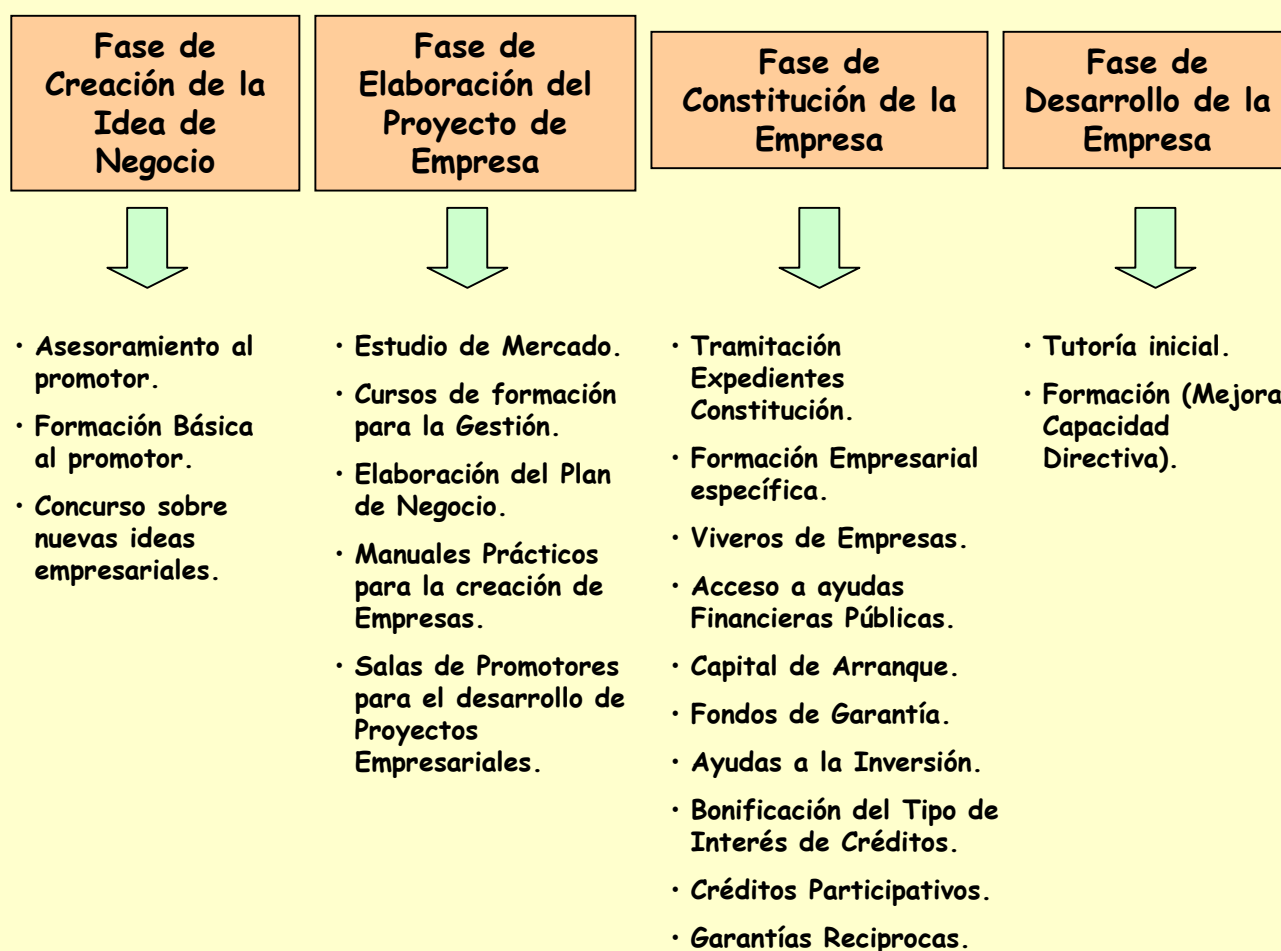 Fase de
Creación de la
Idea de
Negocio
· Asesoramiento al
promotor.
· Formación Básica
al promotor.
· Concurso sobre
nuevas ideas
empresariales.
Fase de
Elaboración del
Proyecto de
Empresa
· Estudio de Mercado.
· Cursos de formación
para la Gestión.
· Elaboración del Plan
de Negocio.
· Manuales Prácticos
para la creación de
Empresas.
· Salas de Promotores
para el desarrollo de
Proyectos
Empresariales.
Fase de
Constitución de la
Empresa
· Tramitación
Expedientes
Constitución.
· Formación Empresarial
específica.
· Viveros de Empresas.
· Acceso a ayudas
Financieras Públicas.
· Capital de Arranque.
· Fondos de Garantía.
· Ayudas a la Inversión.
· Bonificación del Tipo de
Interés de Créditos.
· Créditos Participativos.
· Garantías Reciprocas.
Fase de
Desarrollo de la
Empresa
· Tutoría inicial.
· Formación (Mejora
Capacidad
Directiva).